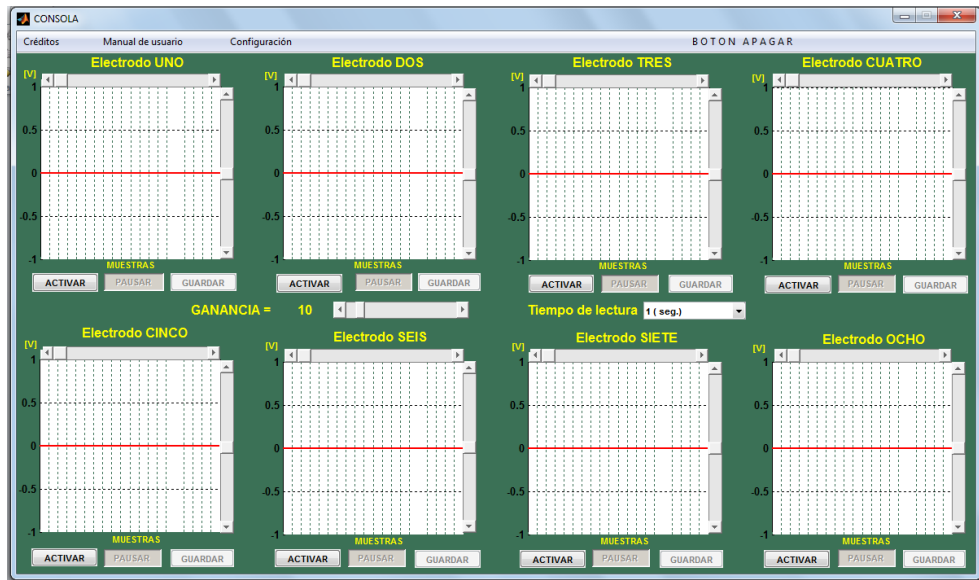 CONSOLA
Créditos Manual de usuario Configuración BOTON APAGAR
Electrodo UNO Electrodo DOS Electrodo TRES Electrodo CUATRO
[V] [V] [V] [V]
1 1 1 1
0.5 0.5 0.5 0.5
0 0 0 0
-0.5 -0.5 -0.5 -0.5
-1 -1 -1 -1
MUESTRAS MUESTRAS MUESTRAS MUESTRAS
ACTIVAR PAUSAR GUARDAR ACTIVAR PAUSAR GUARDAR ACTIVAR PAUSAR GUARDAR ACTIVAR PAUSAR GUARDAR
GANANCIA = 10 Tiempo de lectura 1 ( seg.)
Electrodo CINCO Electrodo SEIS Electrodo SIETE Electrodo OCHO
[V] [V] [V] [V]
1 1 1 1
0.5 0.5 0.5 0.5
0 0 0 0
-0.5 -0.5 -0.5 -0.5
-1 -1 -1 -1
MUESTRAS MUESTRAS MUESTRAS MUESTRAS
ACTIVAR PAUSAR GUARDAR ACTIVAR PAUSAR GUARDAR ACTIVAR PAUSAR GUARDAR ACTIVAR PAUSAR GUARDAR